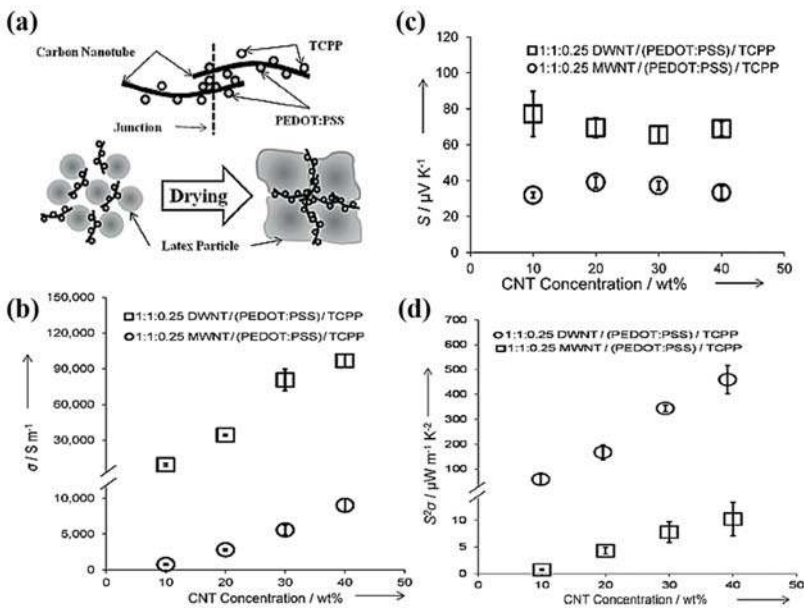 (a)
Carbon Nanotube
TCPP
PEDOT:PSS
Junction
Drying
Latex Particle
(b)
150,000
130,000
110,000
90,000
70,000
50,000
30,000
10,000
5,000
0
σ / S m⁻¹
1:1:0.25 DWNT/(PEDOT:PSS)/TCPP
1:1:0.25 MWNT/(PEDOT:PSS)/TCPP
0 10 20 30 40 50
CNT Concentration / wt%
(c)
120
100
80
60
40
20
0
S / µV K⁻¹
1:1:0.25 DWNT/(PEDOT:PSS)/TCPP
1:1:0.25 MWNT/(PEDOT:PSS)/TCPP
0 10 20 30 40 50
CNT Concentration / wt%
(d)
700
600
500
400
300
200
100
10
5
0
S²σ / µW m⁻¹ K⁻²
1:1:0.25 DWNT/(PEDOT:PSS)/TCPP
1:1:0.25 MWNT/(PEDOT:PSS)/TCPP
0 10 20 30 40 50
CNT Concentration / wt%